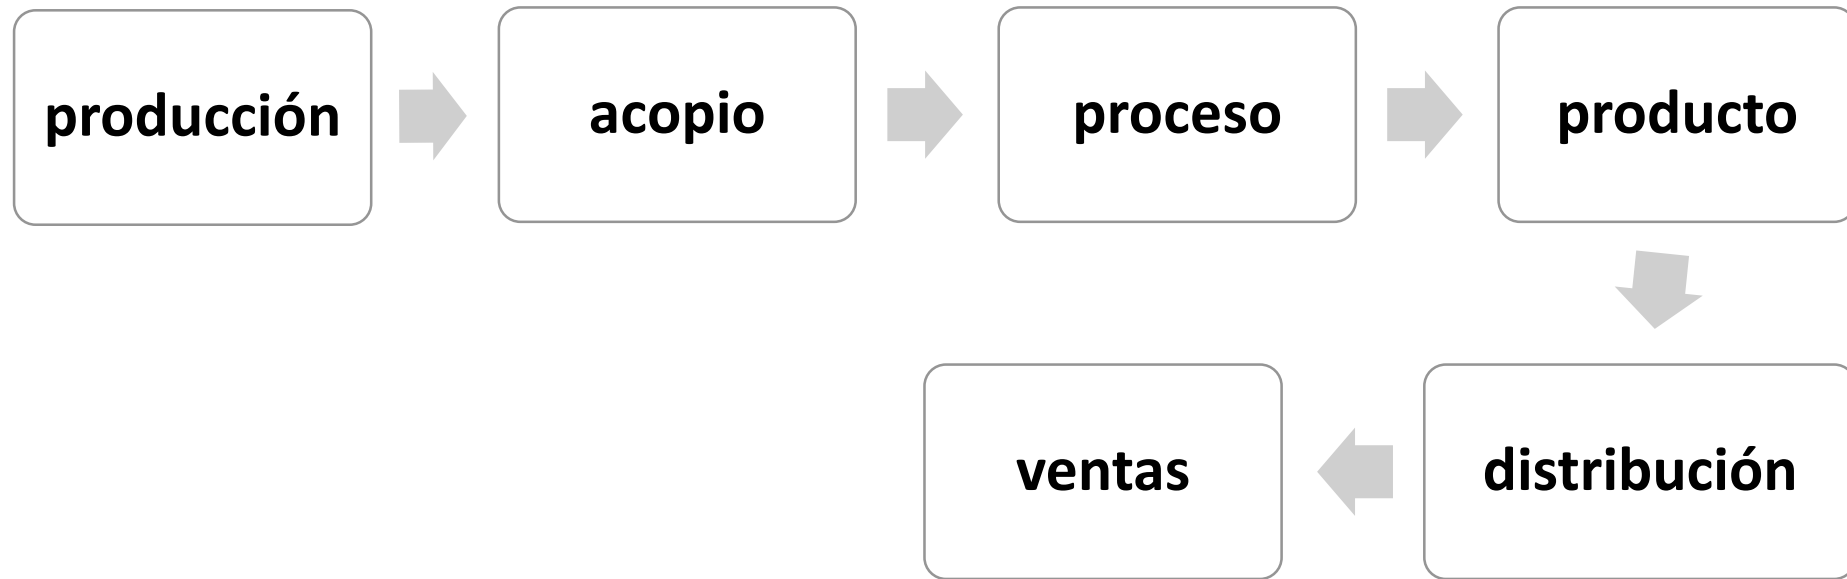 producción
acopio
proceso
producto
distribución
ventas